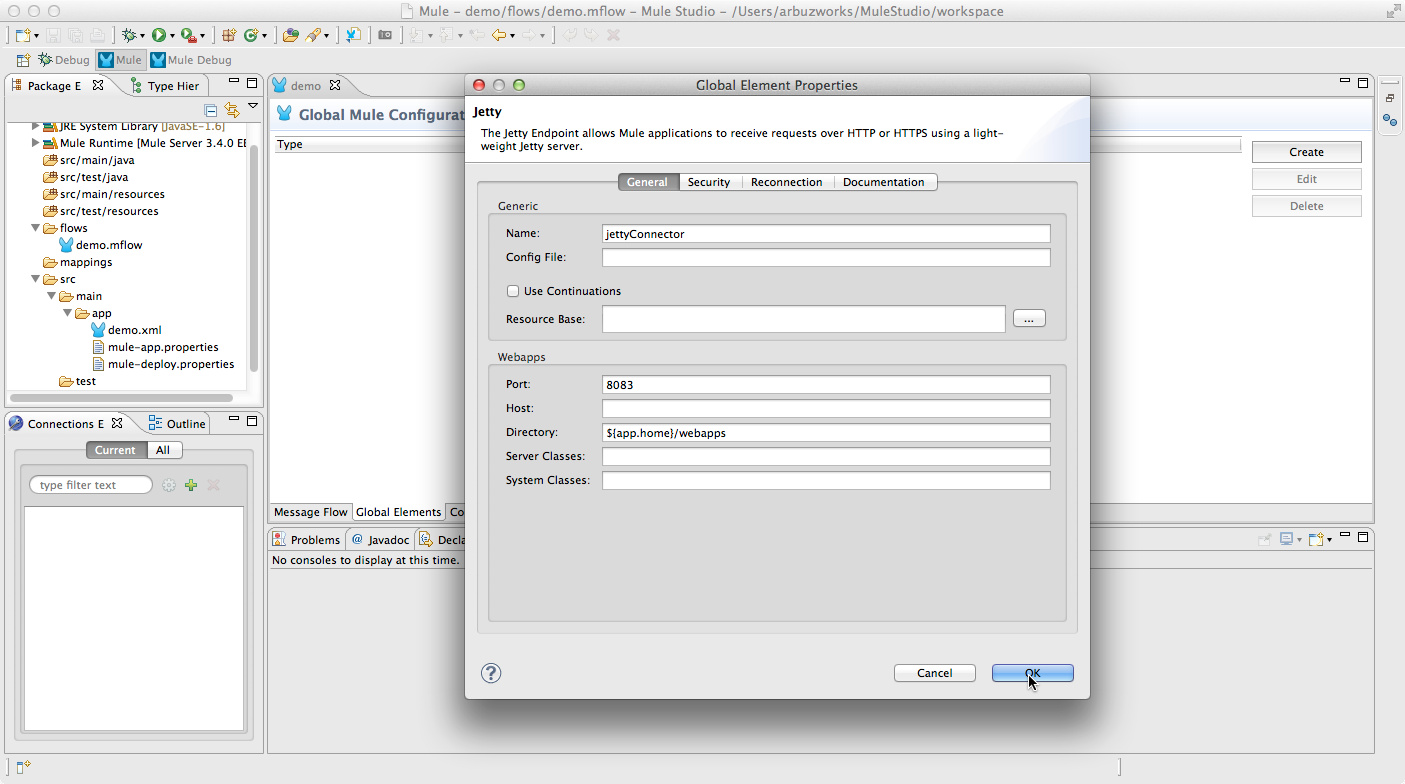 Mule – demo/flows/demo.mflow – Mule Studio – /Users/arbuzworks/MuleStudio/workspace
Debug Mule Mule Debug
Package E Type Hier
JRE System Library [JavaSE-1.6]
Mule Runtime [Mule Server 3.4.0 EE
src/main/java
src/test/java
src/main/resources
src/test/resources
flows
demo.mflow
mappings
src
main
app
demo.xml
mule-app.properties
mule-deploy.properties
test
Connections E Outline
Current All
type filter text
demo
Global Mule Configurat
Type
Create
Edit
Delete
Message Flow Global Elements Co
Problems @ Javadoc Decla
No consoles to display at this time.
Global Element Properties
Jetty
The Jetty Endpoint allows Mule applications to receive requests over HTTP or HTTPS using a light-
weight Jetty server.
General Security Reconnection Documentation
Generic
Name: jettyConnector
Config File:
Use Continuations
Resource Base: ...
Webapps
Port: 8083
Host:
Directory: ${app.home}/webapps
Server Classes:
System Classes:
? Cancel OK